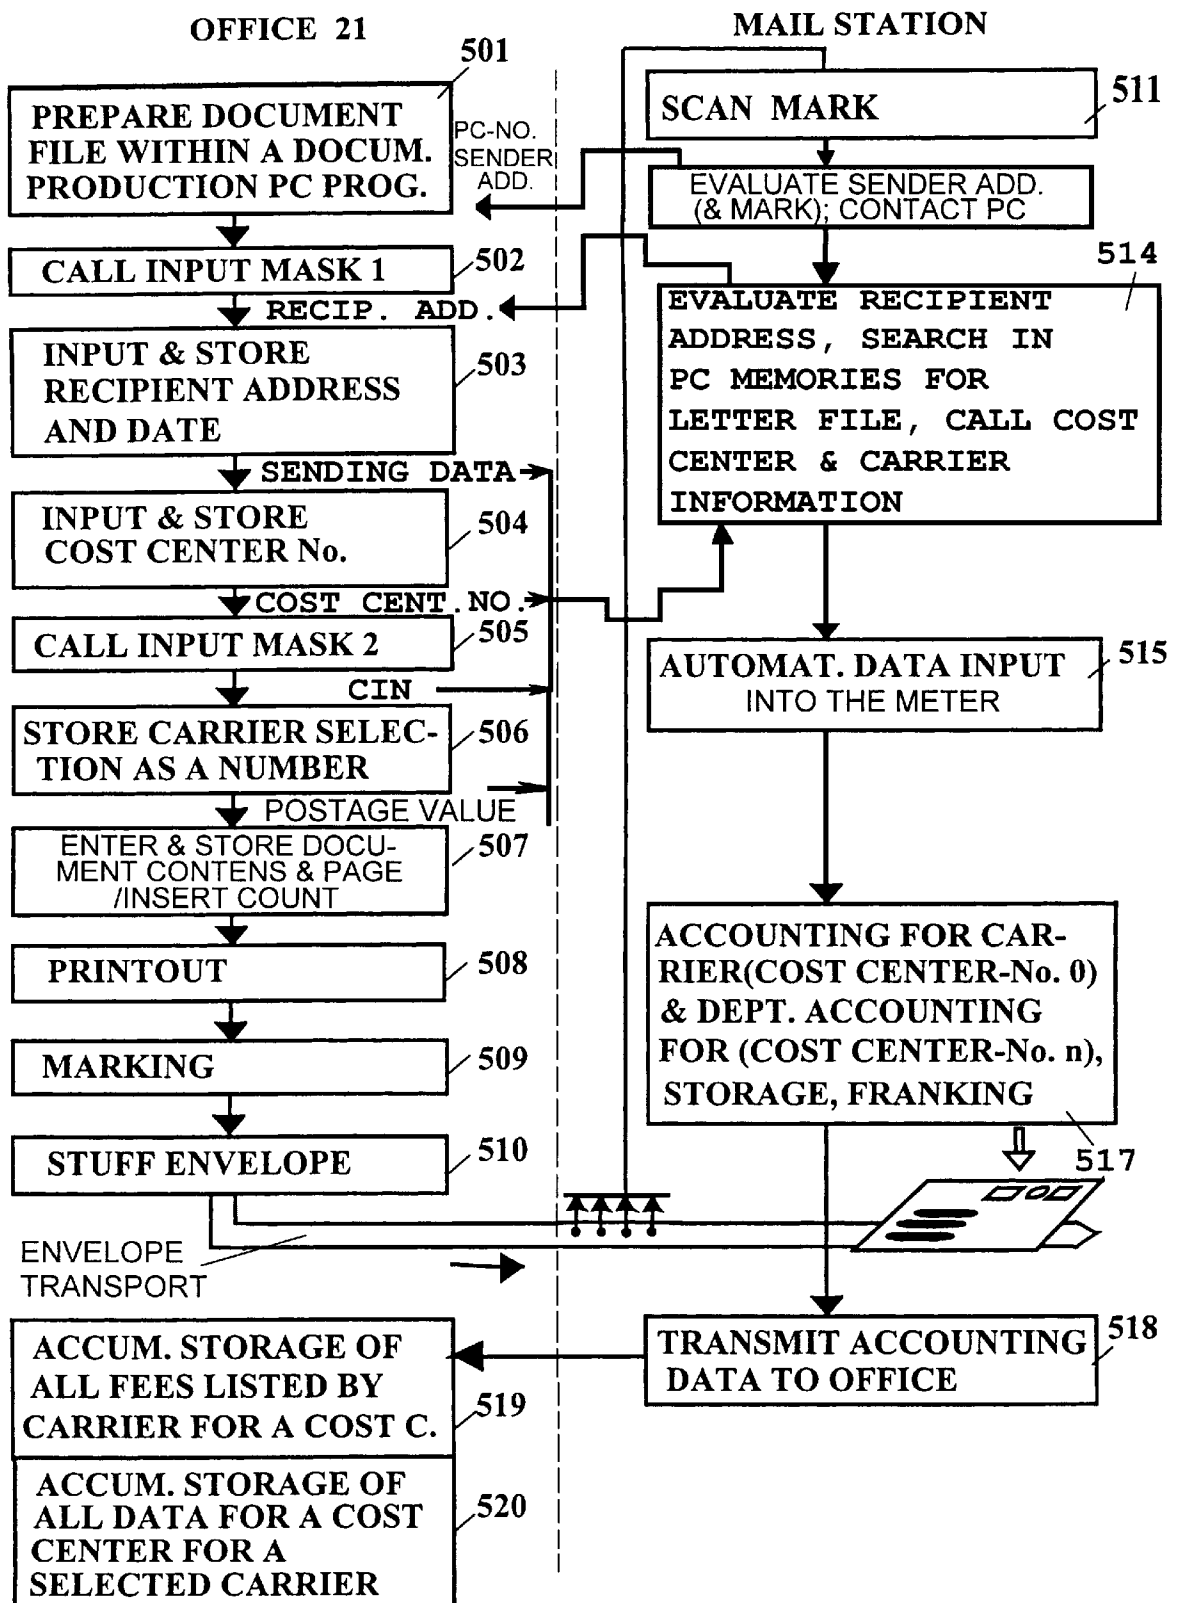 OFFICE 21
501
PREPARE DOCUMENT
FILE WITHIN A DOCUM.
PRODUCTION PC PROG.
PC-NO.
SENDER
ADD.
CALL INPUT MASK 1
502
RECIP. ADD.
INPUT & STORE
RECIPIENT ADDRESS
AND DATE
503
SENDING DATA
INPUT & STORE
COST CENTER No.
504
COST CENT.NO.
CALL INPUT MASK 2
505
CIN
STORE CARRIER SELEC-
TION AS A NUMBER
506
POSTAGE VALUE
ENTER & STORE DOCU-
MENT CONTENS & PAGE
/INSERT COUNT
507
PRINTOUT
508
MARKING
509
STUFF ENVELOPE
510
ENVELOPE
TRANSPORT
ACCUM. STORAGE OF
ALL FEES LISTED BY
CARRIER FOR A COST C.
519
ACCUM. STORAGE OF
ALL DATA FOR A COST
CENTER FOR A
SELECTED CARRIER
520
MAIL STATION
SCAN MARK
511
EVALUATE SENDER ADD.
(& MARK); CONTACT PC
514
EVALUATE RECIPIENT
ADDRESS, SEARCH IN
PC MEMORIES FOR
LETTER FILE, CALL COST
CENTER & CARRIER
INFORMATION
AUTOMAT. DATA INPUT
INTO THE METER
515
ACCOUNTING FOR CAR-
RIER(COST CENTER-No. 0)
& DEPT. ACCOUNTING
FOR (COST CENTER-No. n),
STORAGE, FRANKING
517
TRANSMIT ACCOUNTING
DATA TO OFFICE
518